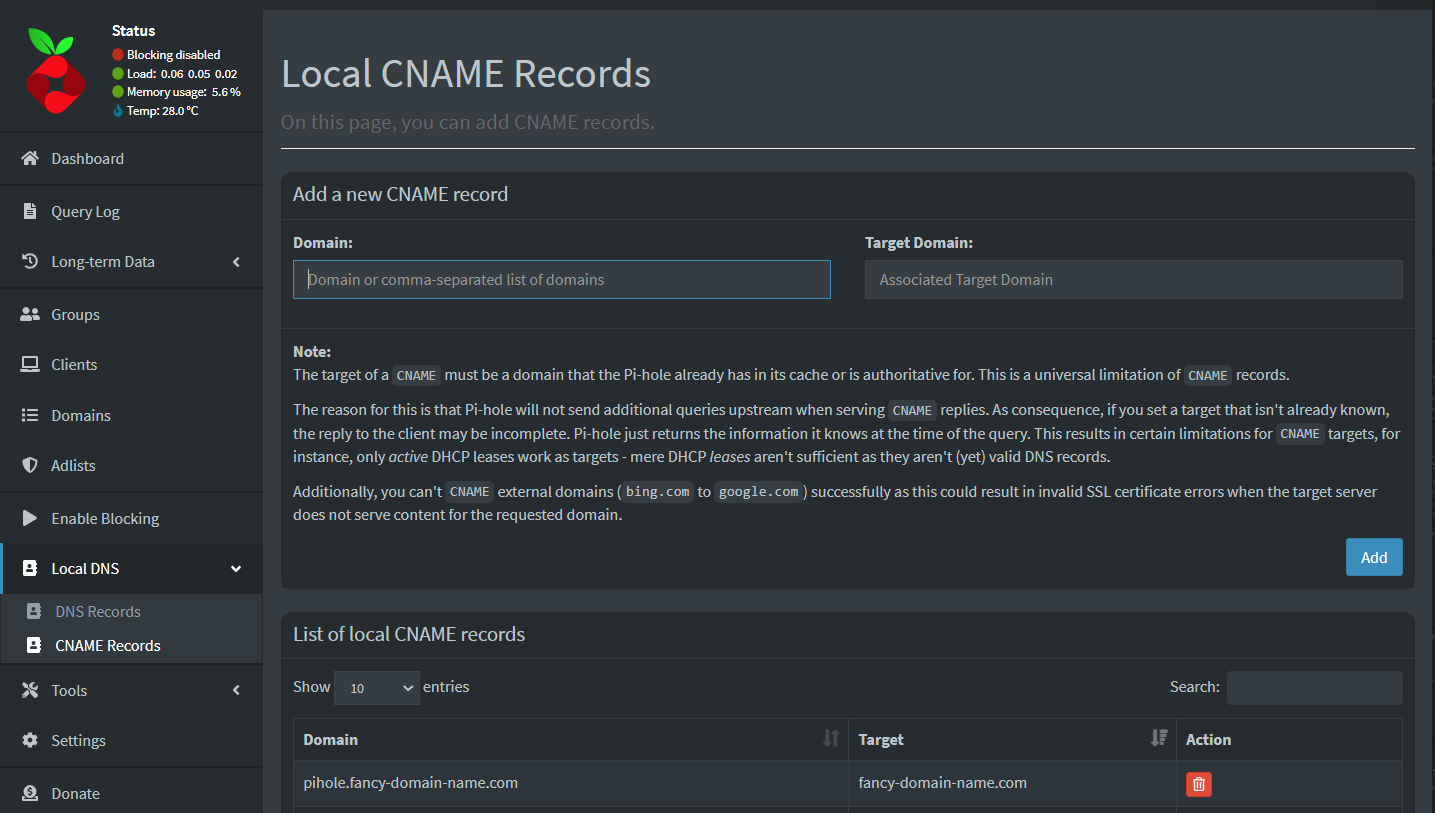 Status
Blocking disabled
Load: 0.06 0.05 0.02
Memory usage: 5.6 %
Temp: 28.0 °C
Dashboard
Query Log
Long-term Data
Groups
Clients
Domains
Adlists
Enable Blocking
Local DNS
DNS Records
CNAME Records
Tools
Settings
Donate
Local CNAME Records
On this page, you can add CNAME records.
Add a new CNAME record
Domain:
Target Domain:
Domain or comma-separated list of domains
Associated Target Domain
Note:
The target of a CNAME must be a domain that the Pi-hole already has in its cache or is authoritative for. This is a universal limitation of CNAME records.
The reason for this is that Pi-hole will not send additional queries upstream when serving CNAME replies. As consequence, if you set a target that isn't already known,
the reply to the client may be incomplete. Pi-hole just returns the information it knows at the time of the query. This results in certain limitations for CNAME targets, for
instance, only active DHCP leases work as targets - mere DHCP leases aren't sufficient as they aren't (yet) valid DNS records.
Additionally, you can't CNAME external domains (bing.com to google.com) successfully as this could result in invalid SSL certificate errors when the target server
does not serve content for the requested domain.
Add
List of local CNAME records
Show 10 entries
Search:
Domain
Target
Action
pihole.fancy-domain-name.com
fancy-domain-name.com